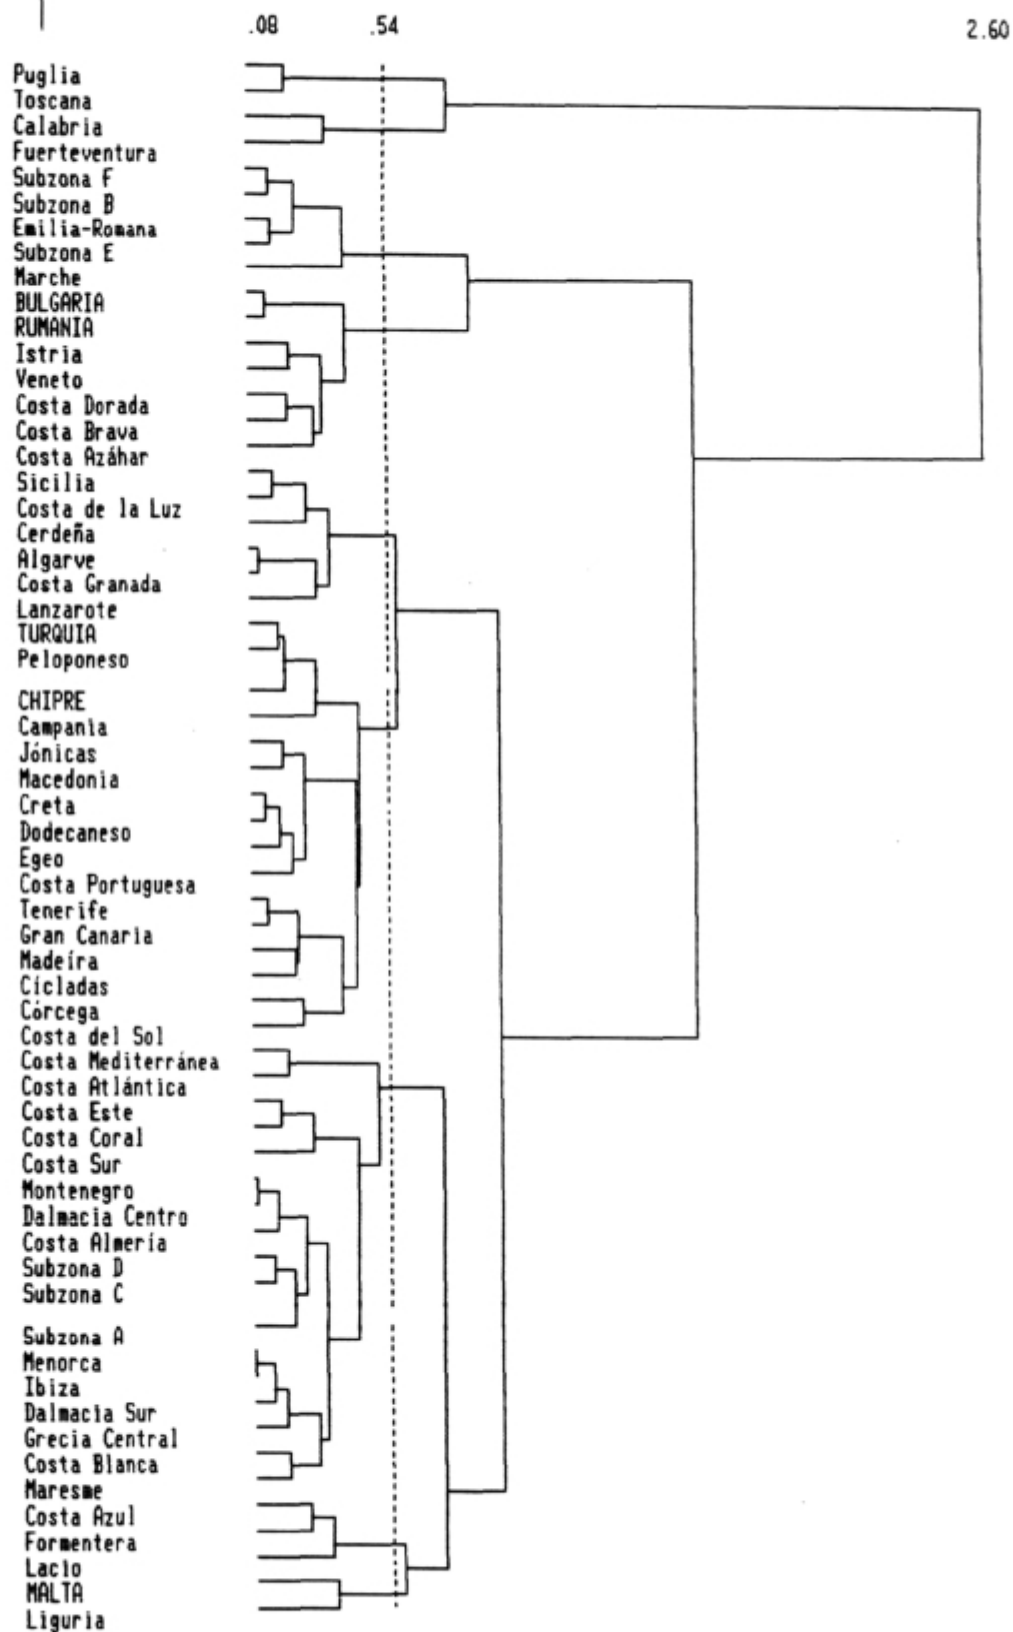 .08 .54 2.60
Puglia
Toscana
Calabria
Fuerteventura
Subzona F
Subzona B
Emilia-Romana
Subzona E
Marche
BULGARIA
RUMANIA
Istria
Veneto
Costa Dorada
Costa Brava
Costa Azáhar
Sicilia
Costa de la Luz
Cerdeña
Algarve
Costa Granada
Lanzarote
TURQUIA
Peloponeso
CHIPRE
Campania
Jónicas
Macedonia
Creta
Dodecaneso
Egeo
Costa Portuguesa
Tenerife
Gran Canaria
Madeira
Cícladas
Córcega
Costa del Sol
Costa Mediterránea
Costa Atlántica
Costa Este
Costa Coral
Costa Sur
Montenegro
Dalmacia Centro
Costa Almería
Subzona D
Subzona C
Subzona A
Menorca
Ibiza
Dalmacia Sur
Grecia Central
Costa Blanca
Maresme
Costa Azul
Formentera
Lacio
MALTA
Liguria